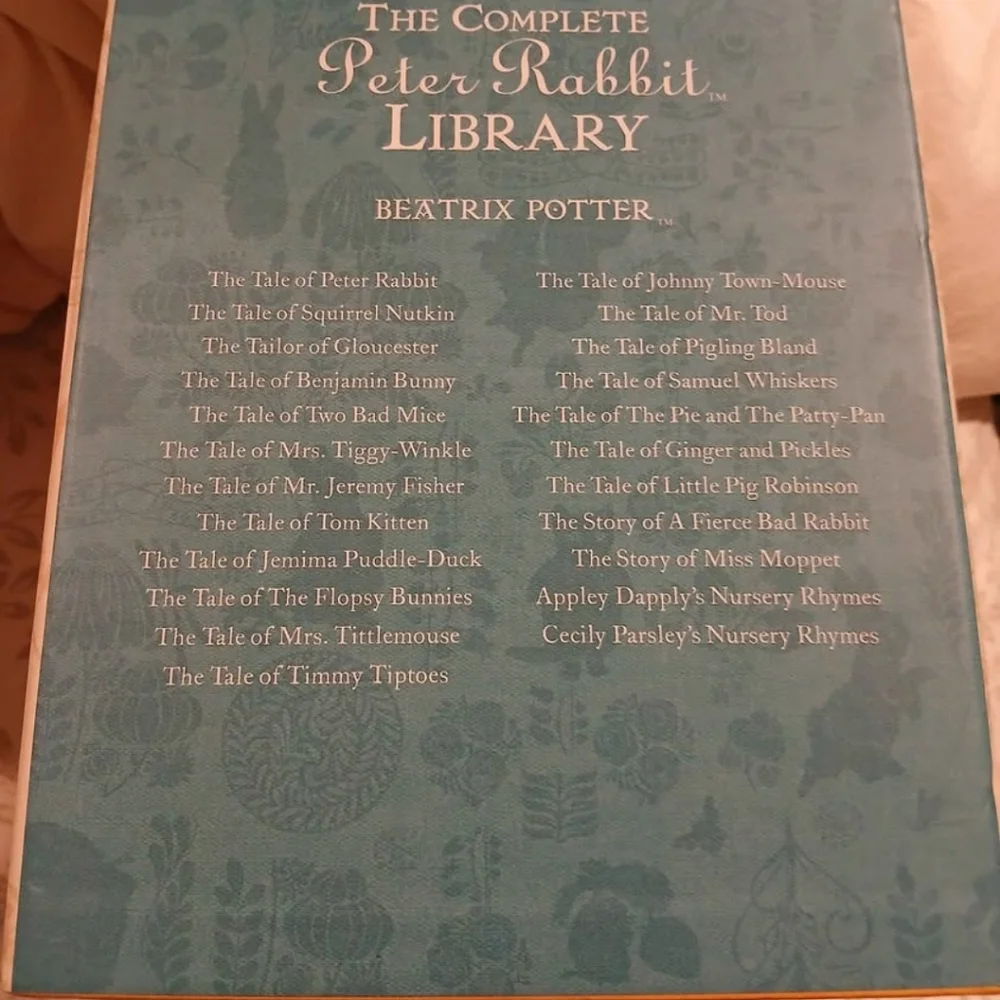 THE COMPLETE
Peter Rabbit™
LIBRARY
BEATRIX POTTER™
The Tale of Peter Rabbit
The Tale of Squirrel Nutkin
The Tailor of Gloucester
The Tale of Benjamin Bunny
The Tale of Two Bad Mice
The Tale of Mrs. Tiggy-Winkle
The Tale of Mr. Jeremy Fisher
The Tale of Tom Kitten
The Tale of Jemima Puddle-Duck
The Tale of The Flopsy Bunnies
The Tale of Mrs. Tittlemouse
The Tale of Timmy Tiptoes
The Tale of Johnny Town-Mouse
The Tale of Mr. Tod
The Tale of Pigling Bland
The Tale of Samuel Whiskers
The Tale of The Pie and The Patty-Pan
The Tale of Ginger and Pickles
The Tale of Little Pig Robinson
The Story of A Fierce Bad Rabbit
The Story of Miss Moppet
Appley Dapply's Nursery Rhymes
Cecily Parsley's Nursery Rhymes